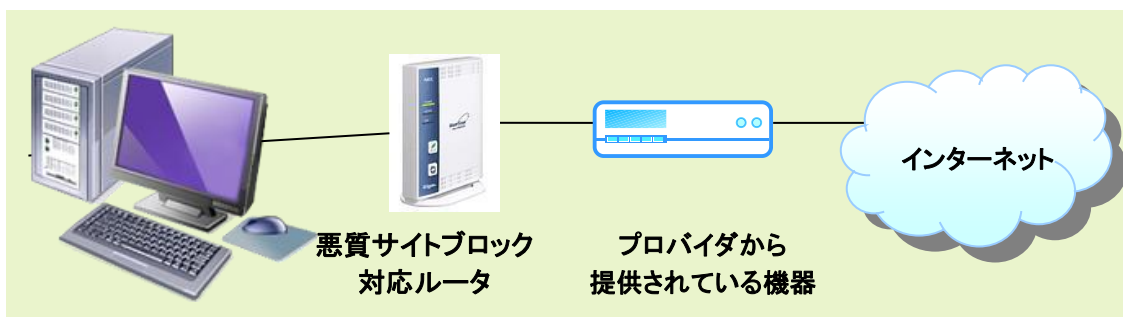 悪質サイトブロック
対応ルータ
プロバイダから
提供されている機器
インターネット